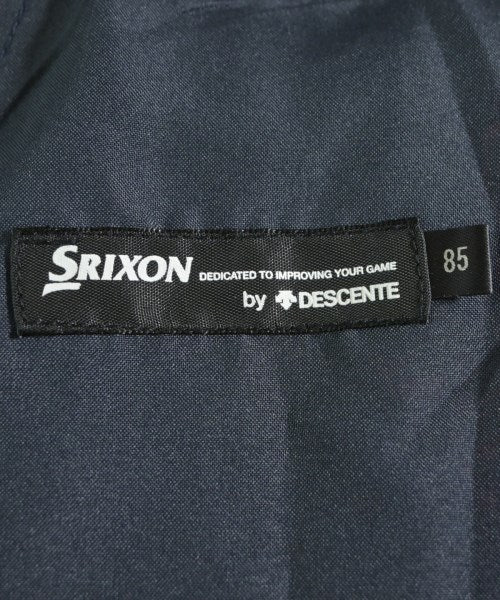 SRIXON DEDICATED TO IMPROVING YOUR GAME
by DESCENTE
85